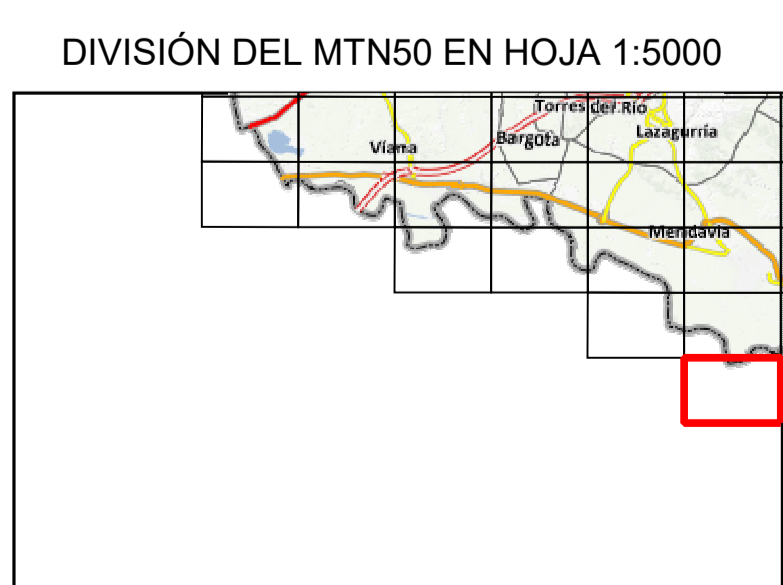 DIVISIÓN DEL MTN50 EN HOJA 1:5000
Torres del Río
Bargota
Lazagurría
Viana
Mendavia